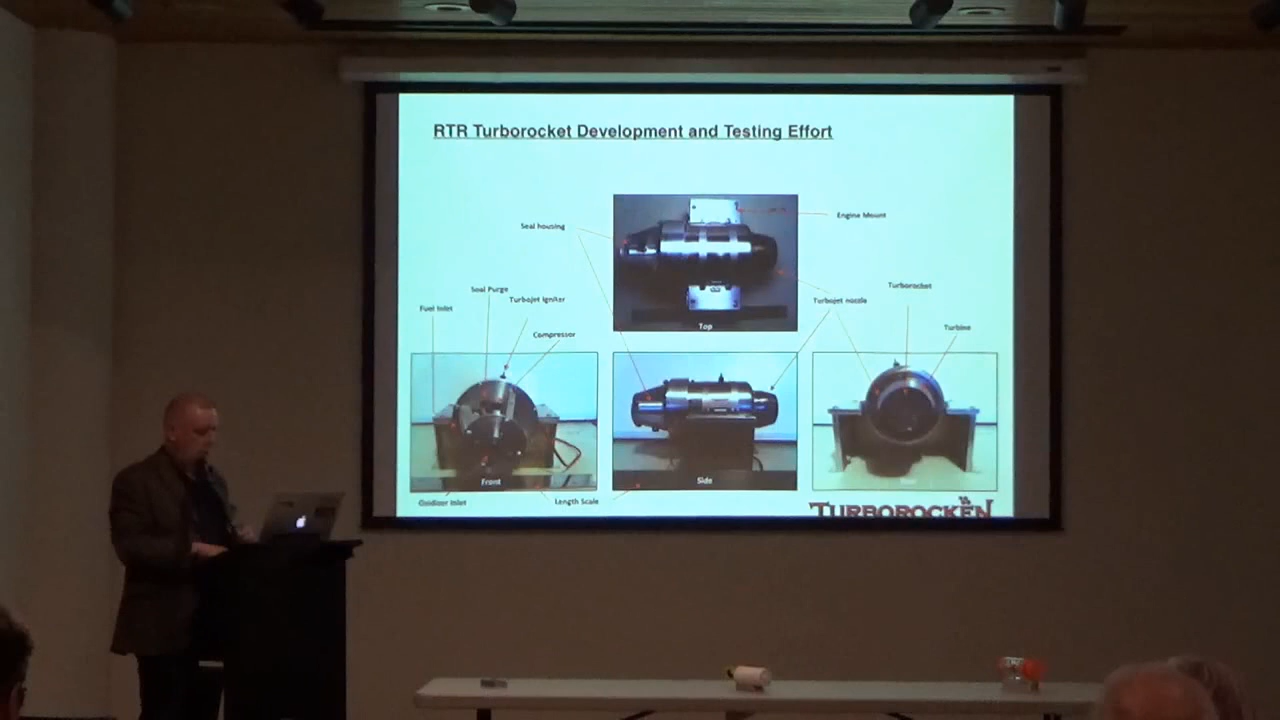 RTR Turborocket Development and Testing Effort
Seal housing
Engine Mount
Seal Purge
Turbojet Igniter
Fuel Inlet
Compressor
Turbojet nozzle
Turborocket
Turbine
Top
Front
Side
Oxidizer Inlet
Length Scale
TURBOROCKEN